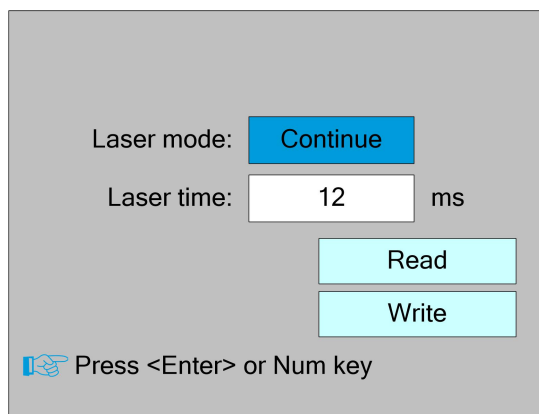 Laser mode: Continue
Laser time: 12 ms
Read
Write
Press <Enter> or Num key